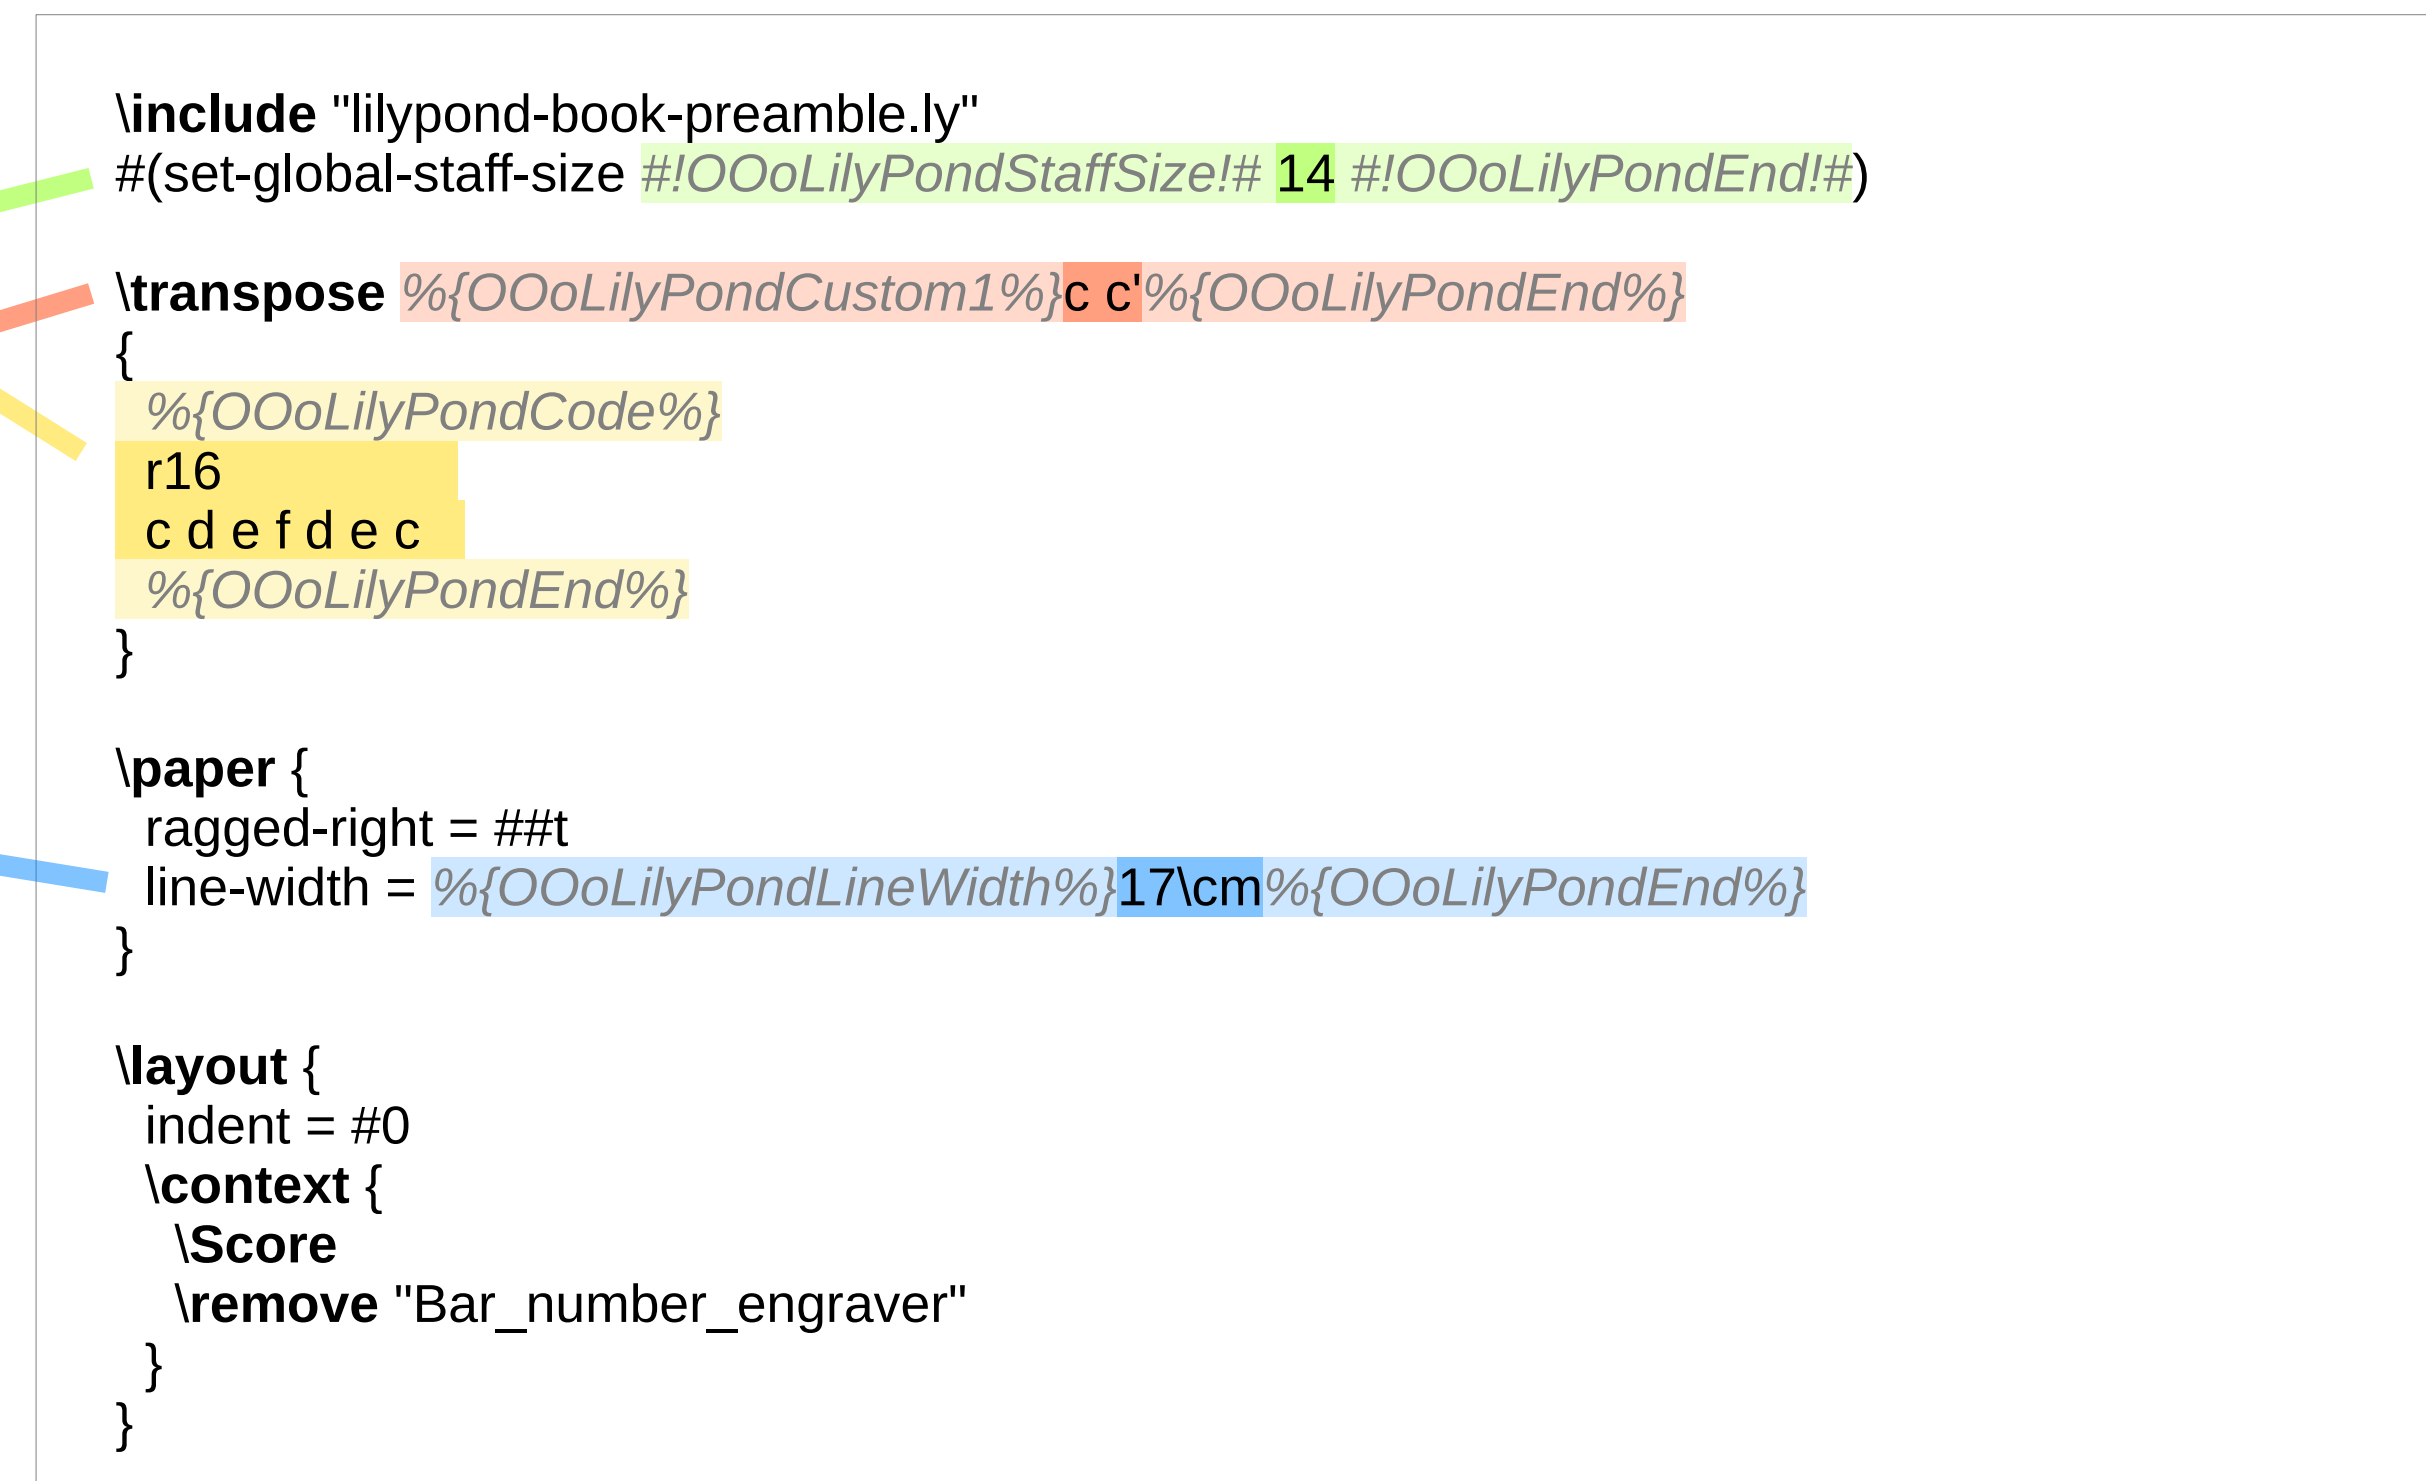 \include "lilypond-book-preamble.ly"
#(set-global-staff-size #!OOoLilyPondStaffSize!# 14 #!OOoLilyPondEnd!#)
\transpose %{OOoLilyPondCustom1%}c c'%{OOoLilyPondEnd%}
{
%{OOoLilyPondCode%}
r16
c d e f d e c
%{OOoLilyPondEnd%}
}
\paper {
ragged-right = ##t
line-width = %{OOoLilyPondLineWidth%}17\cm%{OOoLilyPondEnd%}
}
\layout {
indent = #0
\context {
\Score
\remove "Bar_number_engraver"
}
}